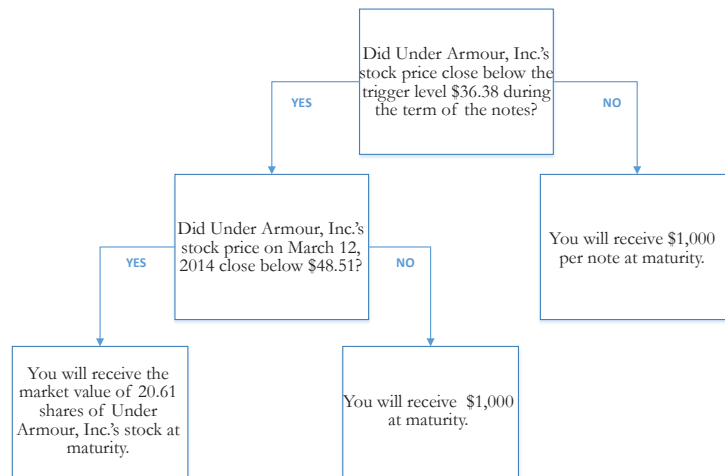 Did Under Armour, Inc.'s
stock price close below the
trigger level $36.38 during
the term of the notes?
YES
NO
Did Under Armour, Inc.'s
stock price on March 12,
2014 close below $48.51?
You will receive $1,000
per note at maturity.
YES
NO
You will receive the
market value of 20.61
shares of Under
Armour, Inc.'s stock at
maturity.
You will receive $1,000
at maturity.